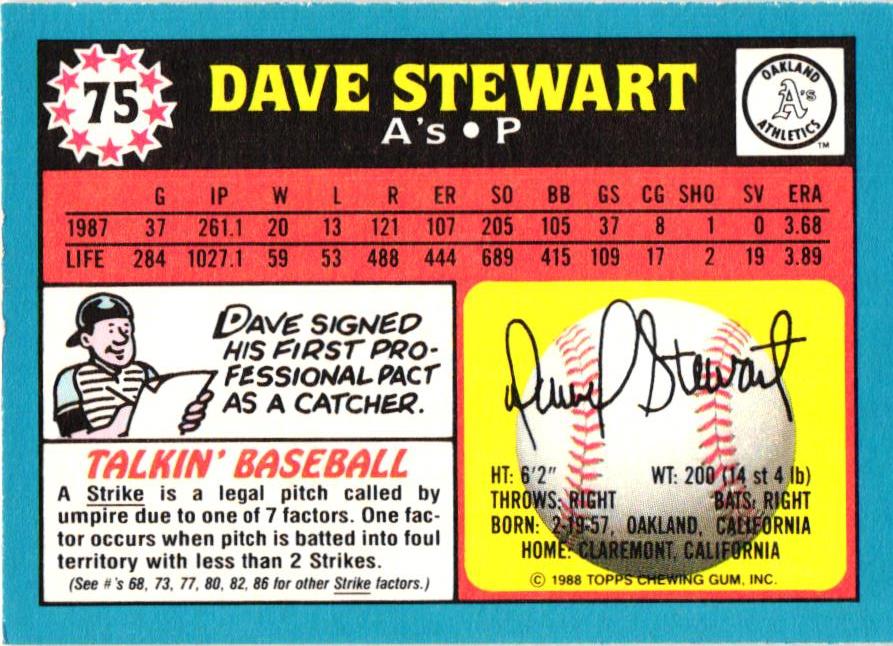 75
DAVE STEWART
A's • P
OAKLAND
A's
ATHLETICS
TM
G IP W L R ER SO BB GS CG SHO SV ERA
1987 37 261.1 20 13 121 107 205 105 37 8 1 0 3.68
LIFE 284 1027.1 59 53 488 444 689 415 109 17 2 19 3.89
DAVE SIGNED
HIS FIRST PRO-
FESSIONAL PACT
AS A CATCHER.
TALKIN' BASEBALL
A Strike is a legal pitch called by
umpire due to one of 7 factors. One fac-
tor occurs when pitch is batted into foul
territory with less than 2 Strikes.
(See #'s 68, 73, 77, 80, 82, 86 for other Strike factors.)
David Stewart
HT: 6'2" WT: 200 (14 st 4 lb)
THROWS: RIGHT BATS: RIGHT
BORN: 2-19-57, OAKLAND, CALIFORNIA
HOME: CLAREMONT, CALIFORNIA
© 1988 TOPPS CHEWING GUM, INC.